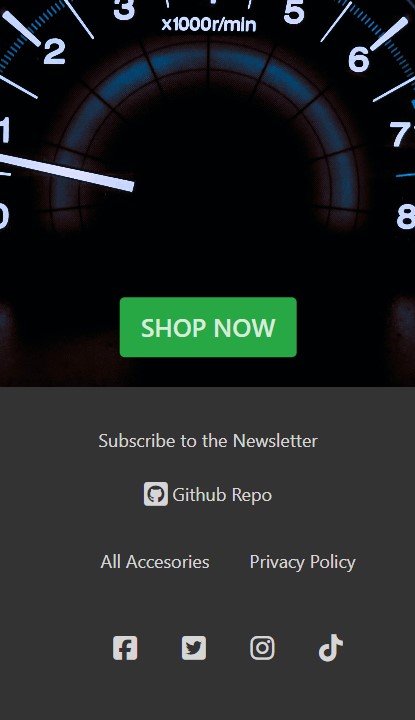 3
5
x1000r/min
2
6
1
7
0
8
SHOP NOW
Subscribe to the Newsletter
Github Repo
All Accesories Privacy Policy